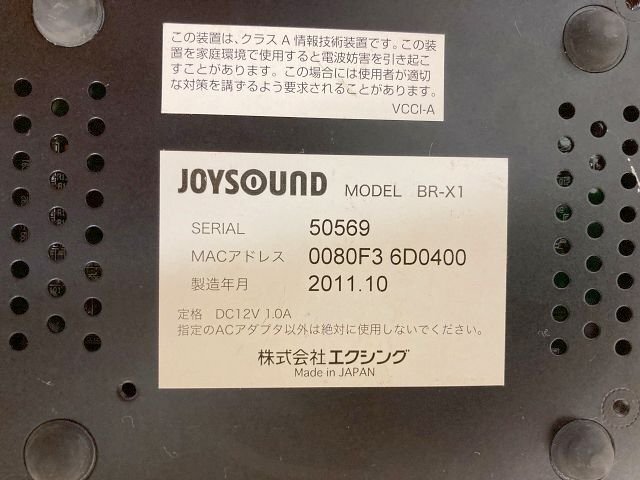 この装置は、クラス A 情報技術装置です。この装
置を家庭環境で使用すると電波妨害を引き起こ
すことがあります。この場合には使用者が適切
な対策を講ずるよう要求されることがあります。
VCCI-A
JOYSOUND MODEL BR-X1
SERIAL 50569
MACアドレス 0080F3 6D0400
製造年月 2011.10
定格 DC12V 1.0A
指定のACアダプタ以外は絶対に使用しないでください。
株式会社エクシング
Made in JAPAN